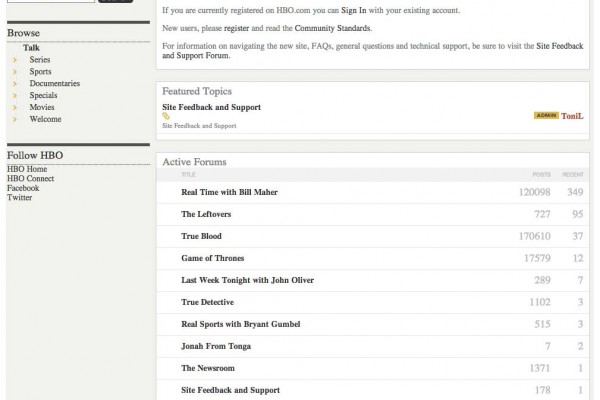 If you are currently registered on HBO.com you can Sign In with your existing account.
New users, please register and read the Community Standards.
For information on navigating the new site, FAQs, general questions and technical support, be sure to visit the Site Feedback
and Support Forum.
Browse
Talk
Series
Sports
Documentaries
Specials
Movies
Welcome
Follow HBO
HBO Home
HBO Connect
Facebook
Twitter
Featured Topics
Site Feedback and Support
ADMIN ToniL
Site Feedback and Support
Active Forums
TITLE POSTS RECENT
Real Time with Bill Maher 120098 349
The Leftovers 727 95
True Blood 170610 37
Game of Thrones 17579 12
Last Week Tonight with John Oliver 289 7
True Detective 1102 3
Real Sports with Bryant Gumbel 515 3
Jonah From Tonga 7 2
The Newsroom 1371 1
Site Feedback and Support 178 1